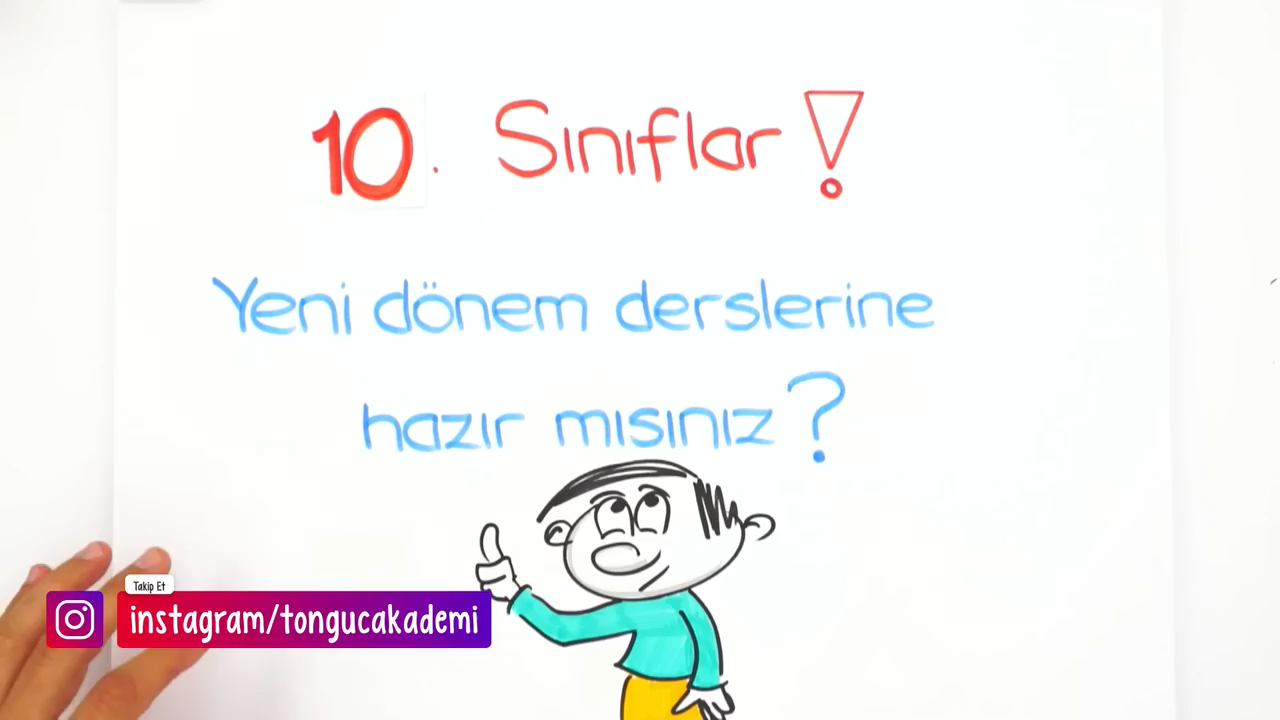 10. Sınıflar!
Yeni dönem derslerine
hazır mısınız?
Takip Et
instagram/tongucakademi